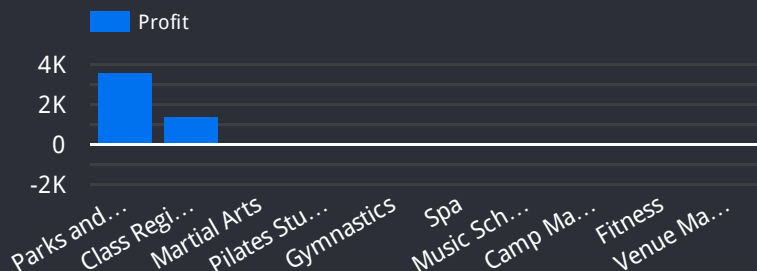 Profit
4K
2K
0
-2K
Parks and...
Class Regi...
Martial Arts
Pilates Stu...
Gymnastics
Spa
Music Sch...
Camp Ma...
Fitness
Venue Ma...